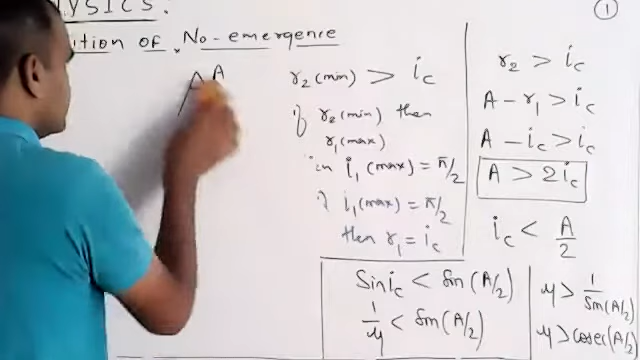 YSICS.
①
ition of No-emergence
A
r₂(min) > ic
if r₂(min) then
r₁(max)
in i₁(max) = π/2
if i₁(max) = π/2
then r₁ = ic
r₂ > ic
A - r₁ > ic
A - ic > ic
A > 2ic
ic < A/2
Sin ic < Sin (A/2)
1/μ < Sin (A/2)
μ > 1/Sin(A/2)
μ > cosec(A/2)